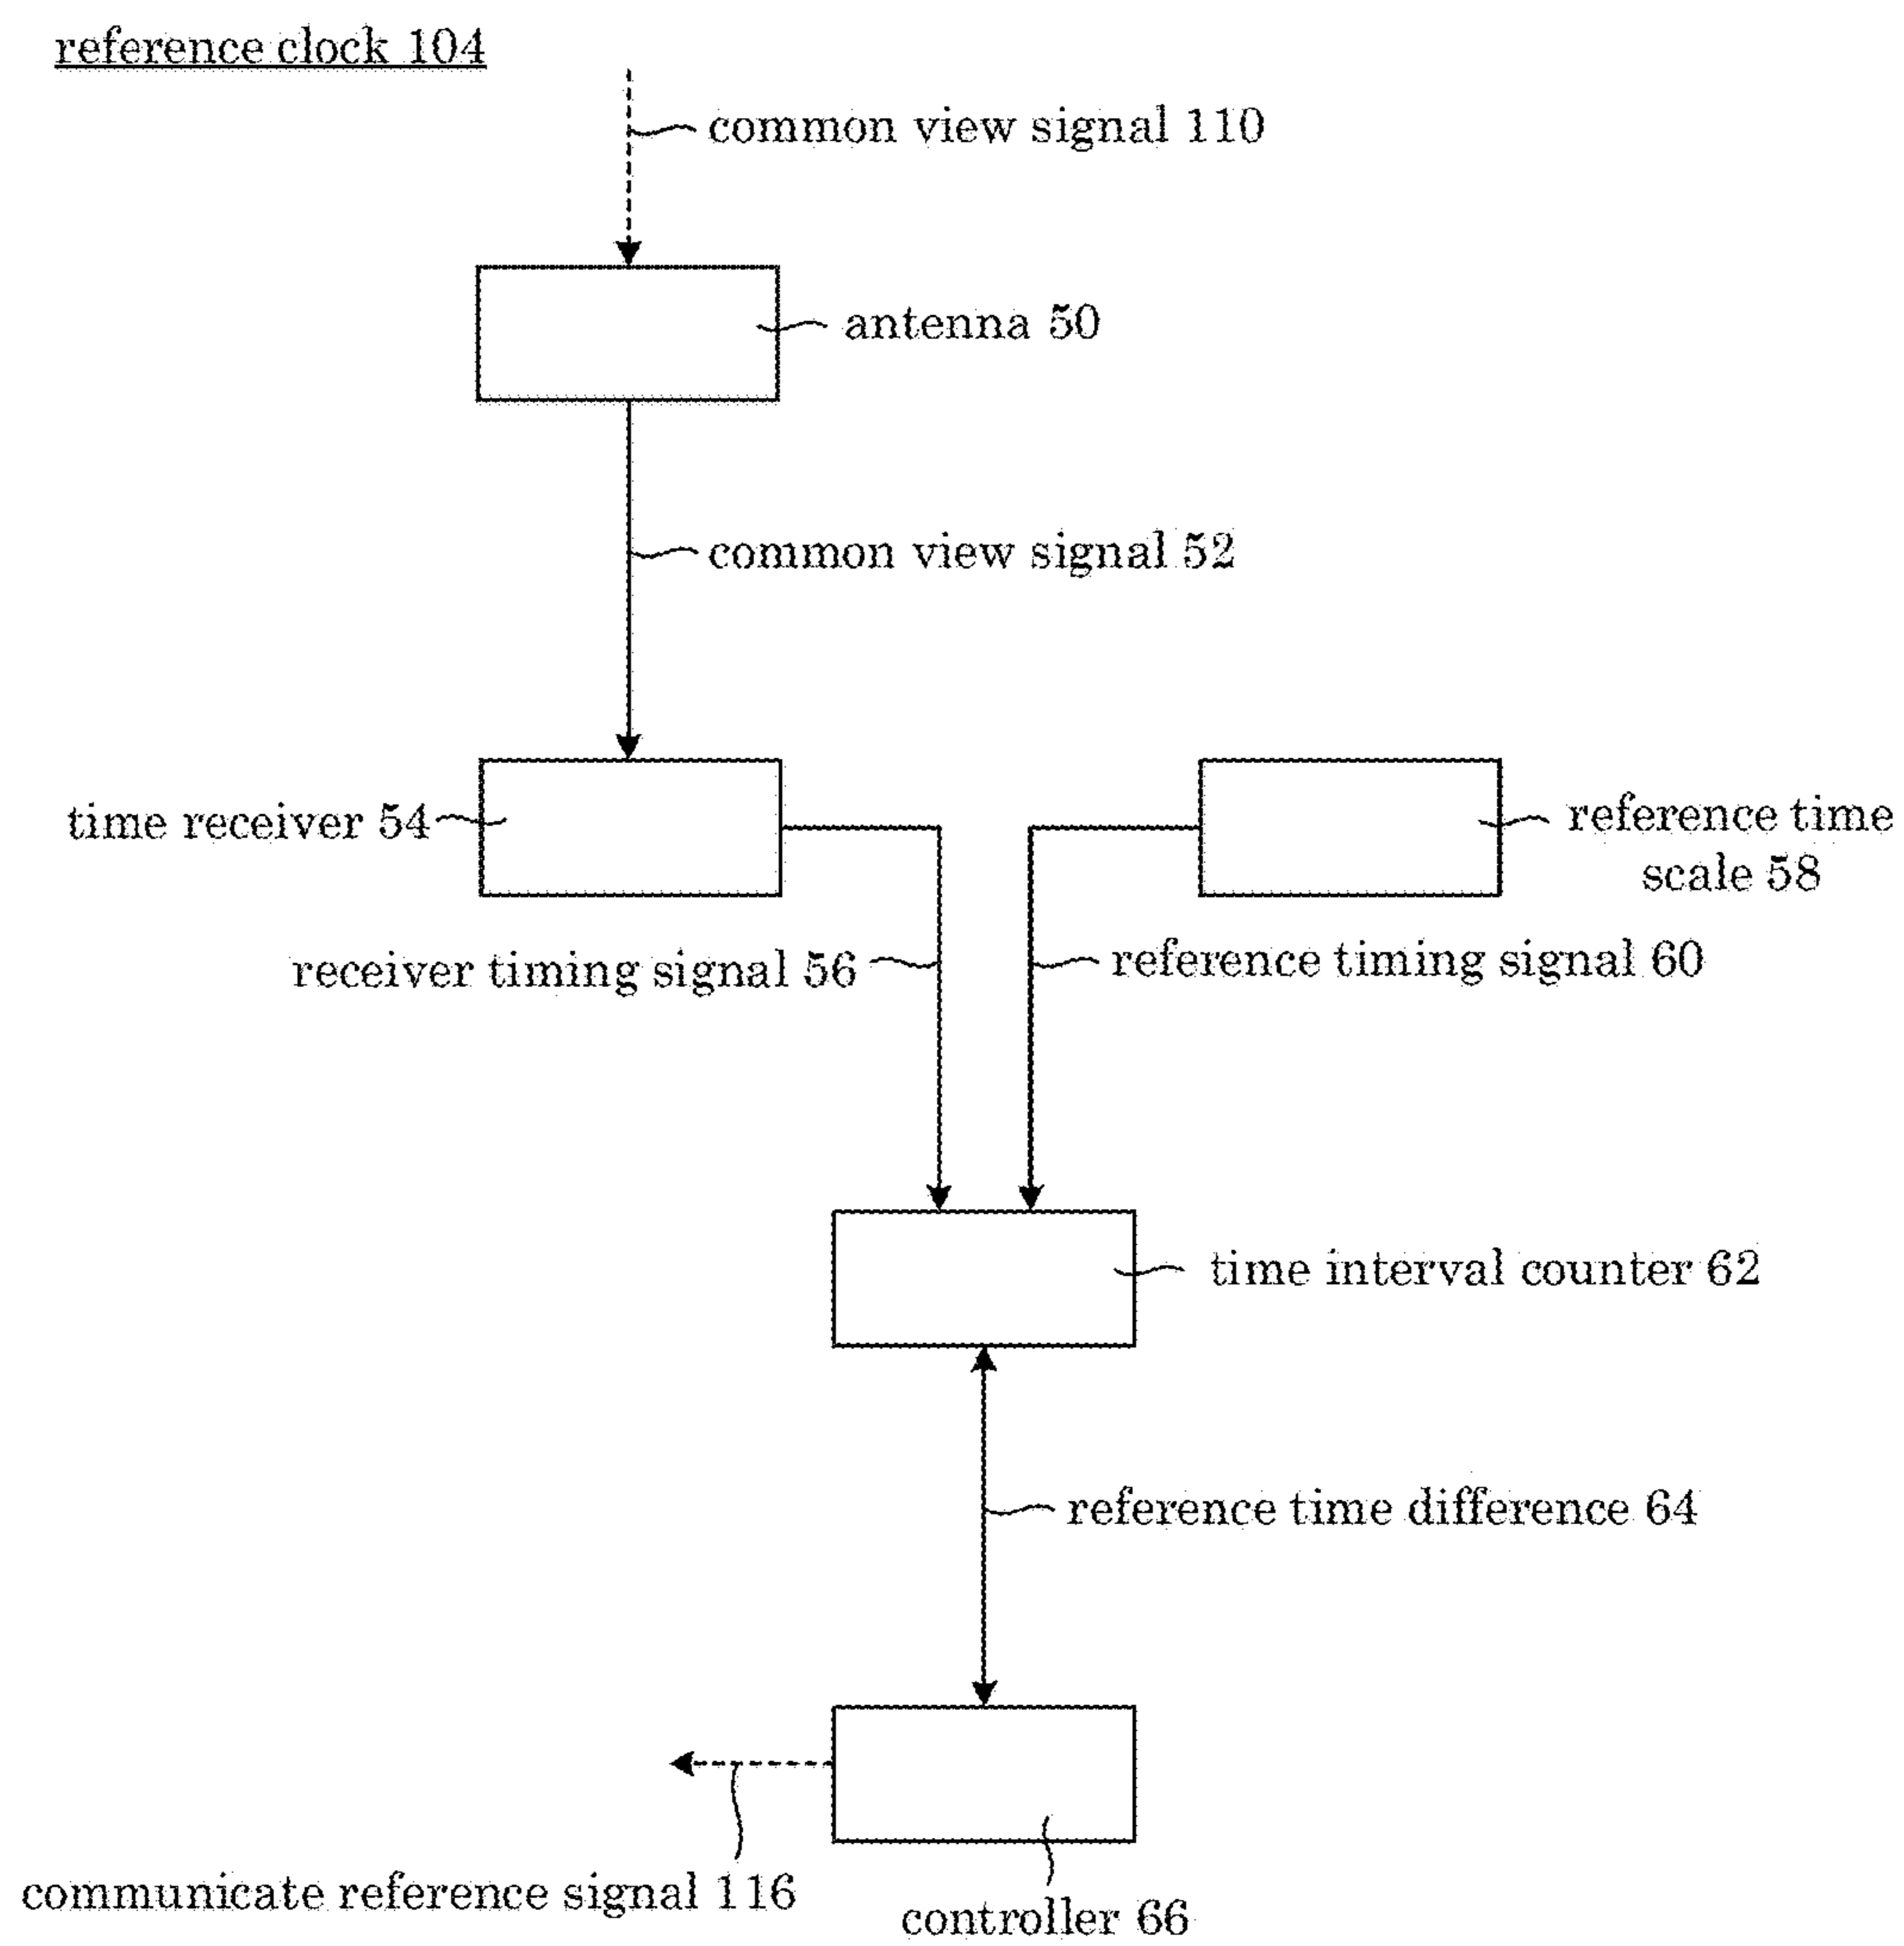 reference clock 104
common view signal 110
antenna 50
common view signal 52
time receiver 54
reference time
scale 58
receiver timing signal 56
reference timing signal 60
time interval counter 62
reference time difference 64
communicate reference signal 116
controller 66